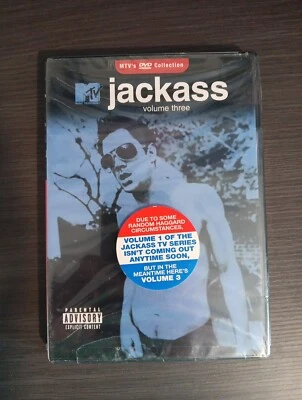 MTV's DVD Collection
MTV jackass
volume three
DUE TO SOME
RANDOM HAGGARD
CIRCUMSTANCES,
VOLUME 1 OF THE
JACKASS TV SERIES
ISN'T COMING OUT
ANYTIME SOON,
BUT IN THE
MEANTIME HERE'S
VOLUME 3
PARENTAL
ADVISORY
EXPLICIT CONTENT